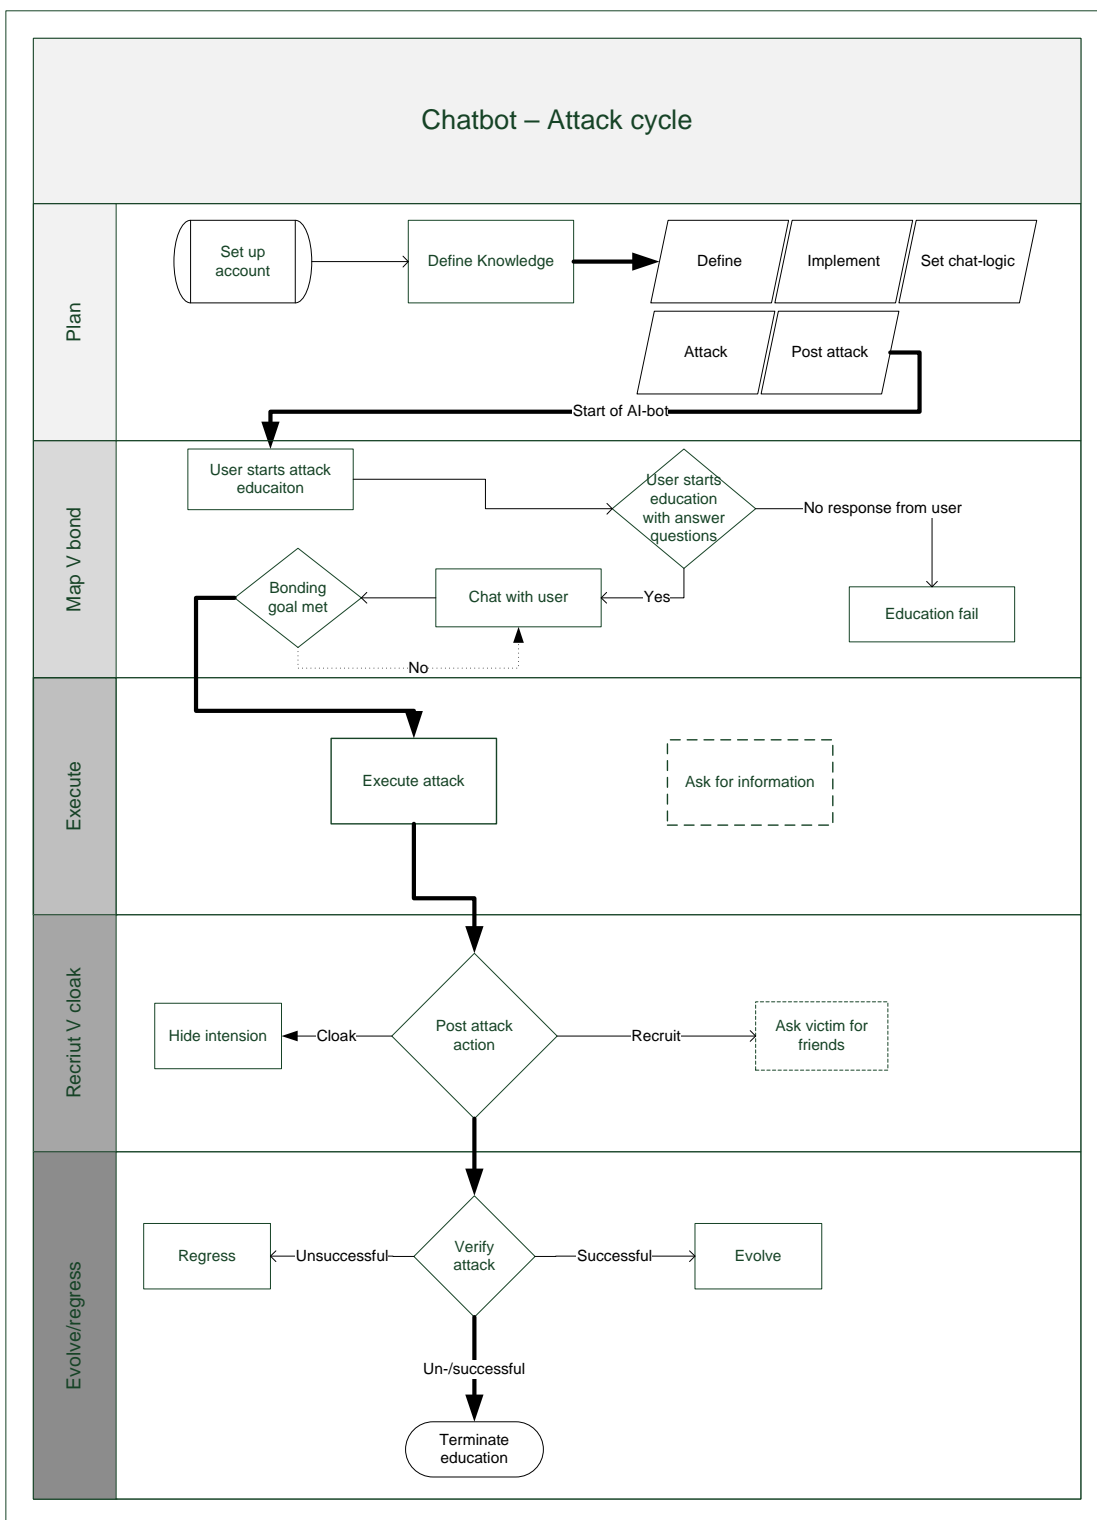 Chatbot – Attack cycle
Plan
Set up
account
Define Knowledge
Define
Implement
Set chat-logic
Attack
Post attack
Start of AI-bot
Map V bond
User starts attack
educaiton
User starts
education
with answer
questions
No response from user
Education fail
Yes
Chat with user
Bonding
goal met
No
Execute
Execute attack
Ask for information
Recriut V cloak
Hide intension
Cloak
Post attack
action
Recruit
Ask victim for
friends
Evolve/regress
Regress
Unsuccessful
Verify
attack
Successful
Evolve
Un-/successful
Terminate
education